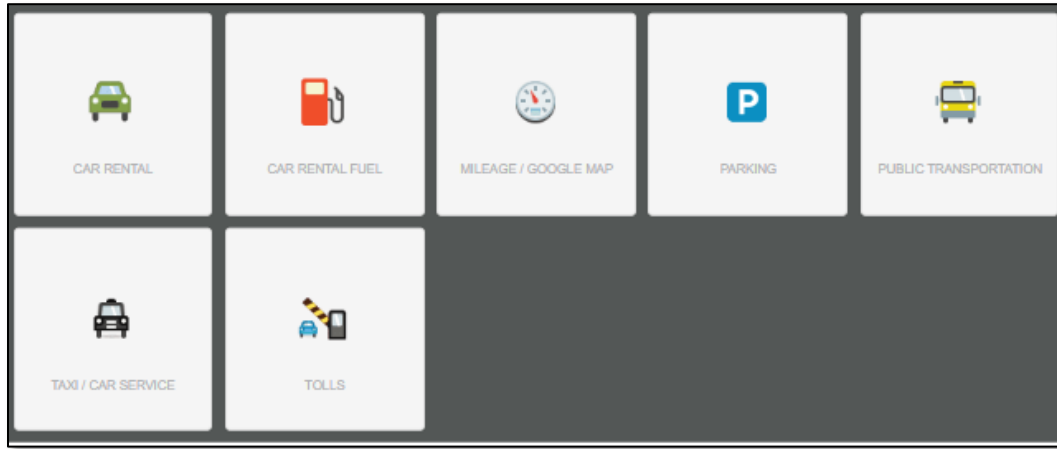 CAR RENTAL
CAR RENTAL FUEL
MILEAGE / GOOGLE MAP
P
PARKING
PUBLIC TRANSPORTATION
TAXI / CAR SERVICE
TOLLS